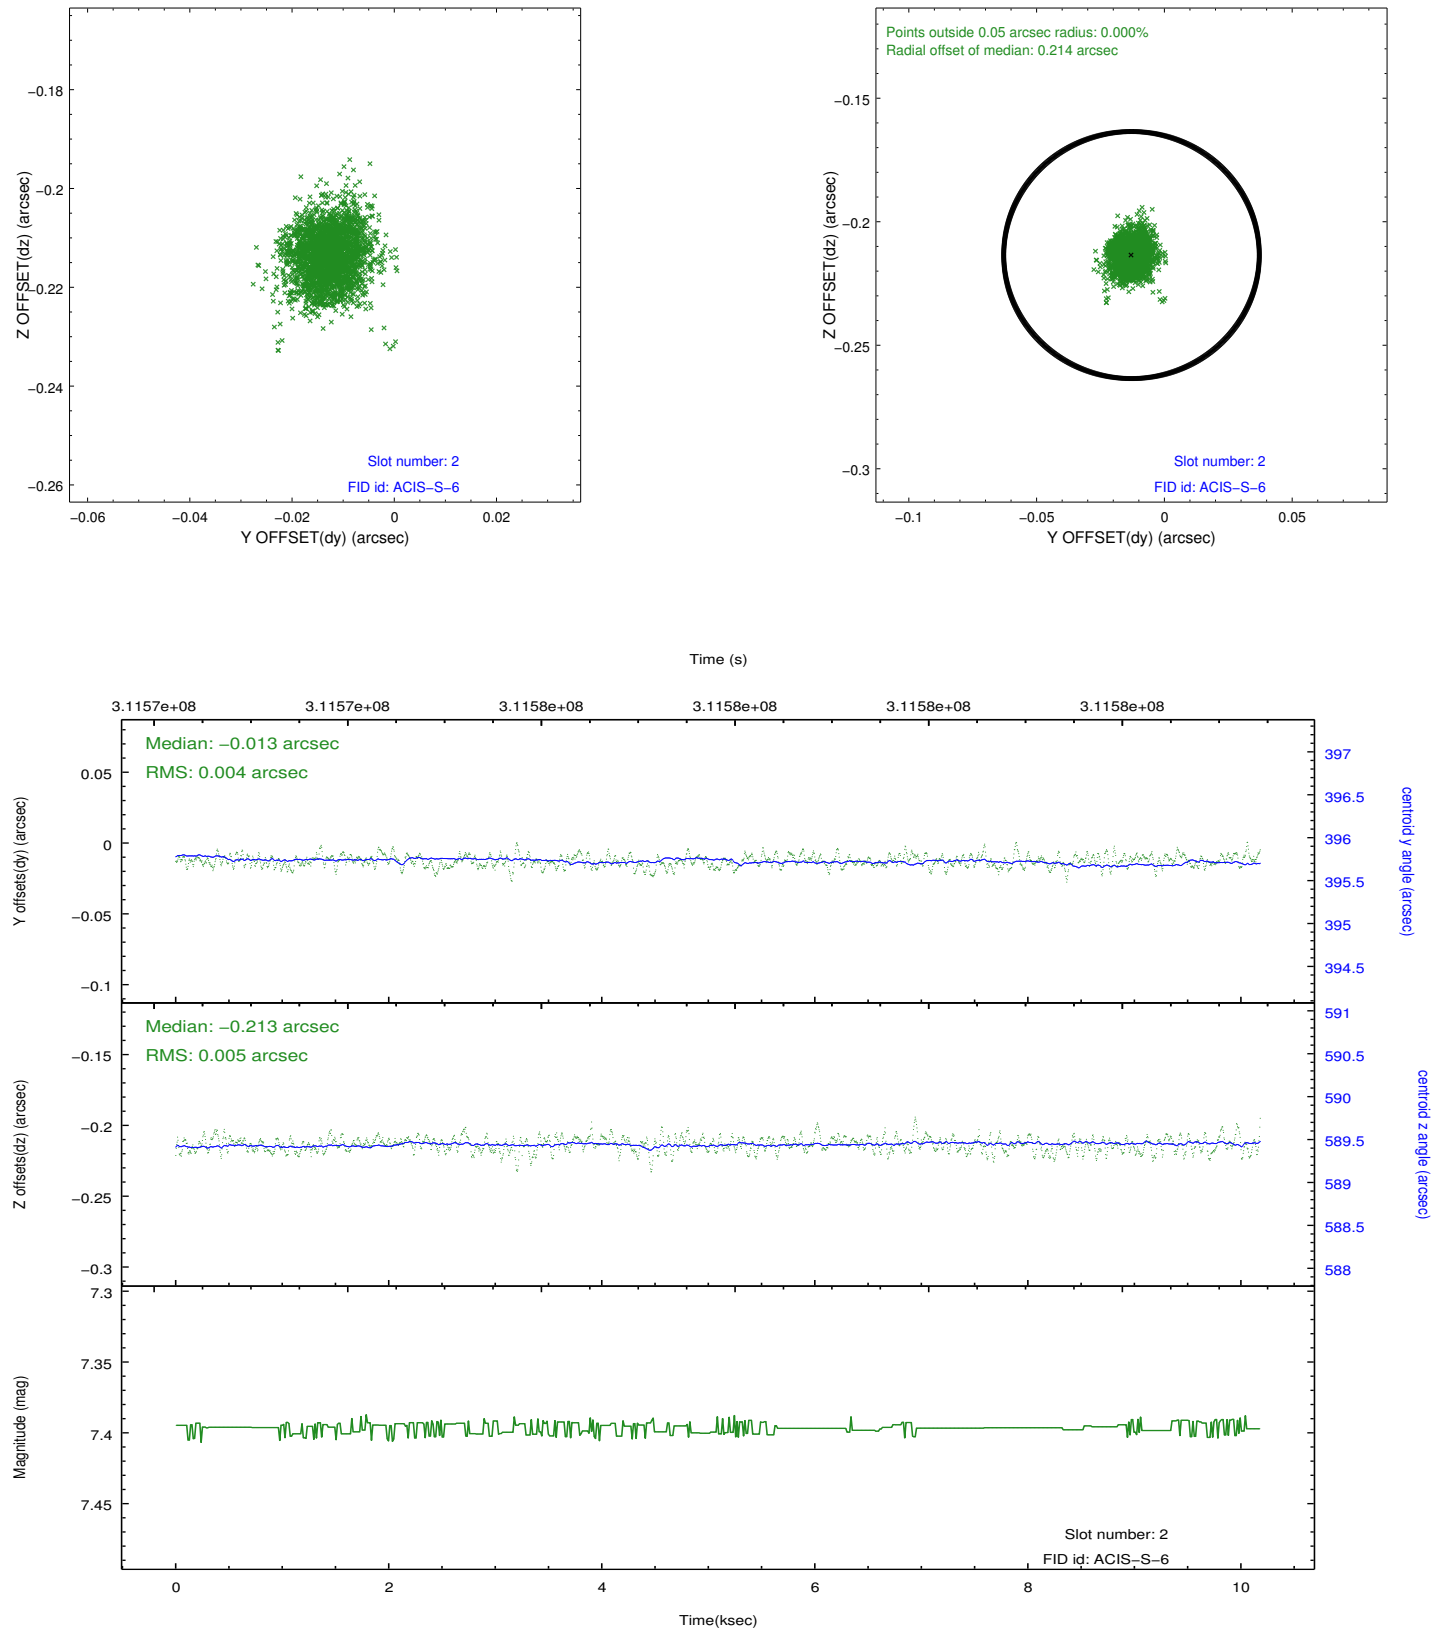 −0.18
−0.2
−0.22
−0.24
−0.26
Z OFFSET(dz) (arcsec)
Slot number: 2
FID id: ACIS−S−6
−0.06
−0.04
−0.02
0
0.02
Y OFFSET(dy) (arcsec)
Points outside 0.05 arcsec radius: 0.000%
Radial offset of median: 0.214 arcsec
−0.15
−0.2
−0.25
−0.3
Z OFFSET(dz) (arcsec)
Slot number: 2
FID id: ACIS−S−6
−0.1
−0.05
0
0.05
Y OFFSET(dy) (arcsec)
Time (s)
3.1157e+08
3.1157e+08
3.1158e+08
3.1158e+08
3.1158e+08
3.1158e+08
Median: −0.013 arcsec
RMS: 0.004 arcsec
0.05
0
−0.05
−0.1
Y offsets(dy) (arcsec)
397
396.5
396
395.5
395
394.5
centroid y angle (arcsec)
Median: −0.213 arcsec
RMS: 0.005 arcsec
−0.15
−0.2
−0.25
−0.3
Z offsets(dz) (arcsec)
591
590.5
590
589.5
589
588.5
588
centroid z angle (arcsec)
7.3
7.35
7.4
7.45
Magnitude (mag)
Slot number: 2
FID id: ACIS−S−6
0
2
4
6
8
10
Time(ksec)